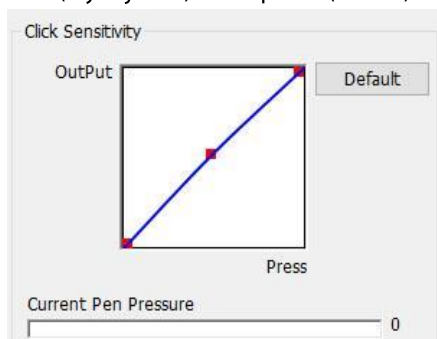 Click Sensitivity
OutPut
Default
Press
Current Pen Pressure
0